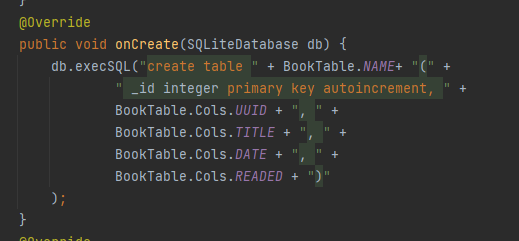 }
@Override
public void onCreate(SQLiteDatabase db) {
db.execSQL("create table " + BookTable.NAME+ "(" +
" _id integer primary key autoincrement, " +
BookTable.Cols.UUID + ", " +
BookTable.Cols.TITLE + ", " +
BookTable.Cols.DATE + ", " +
BookTable.Cols.READED + ")"
);
}
@Override